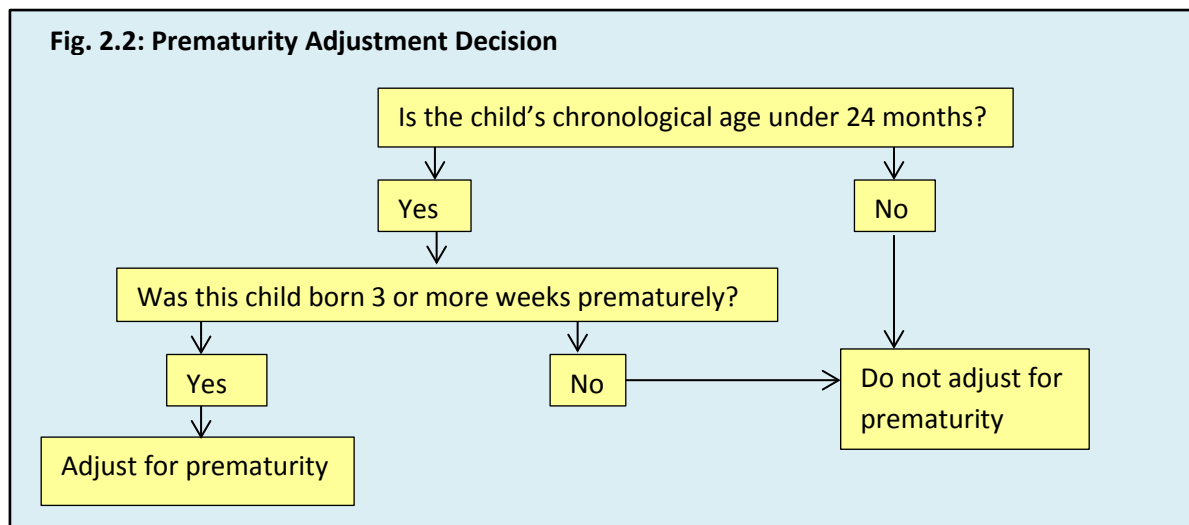 Fig. 2.2: Prematurity Adjustment Decision
Is the child’s chronological age under 24 months?
Yes
No
Was this child born 3 or more weeks prematurely?
Yes
No
Do not adjust for
prematurity
Adjust for prematurity